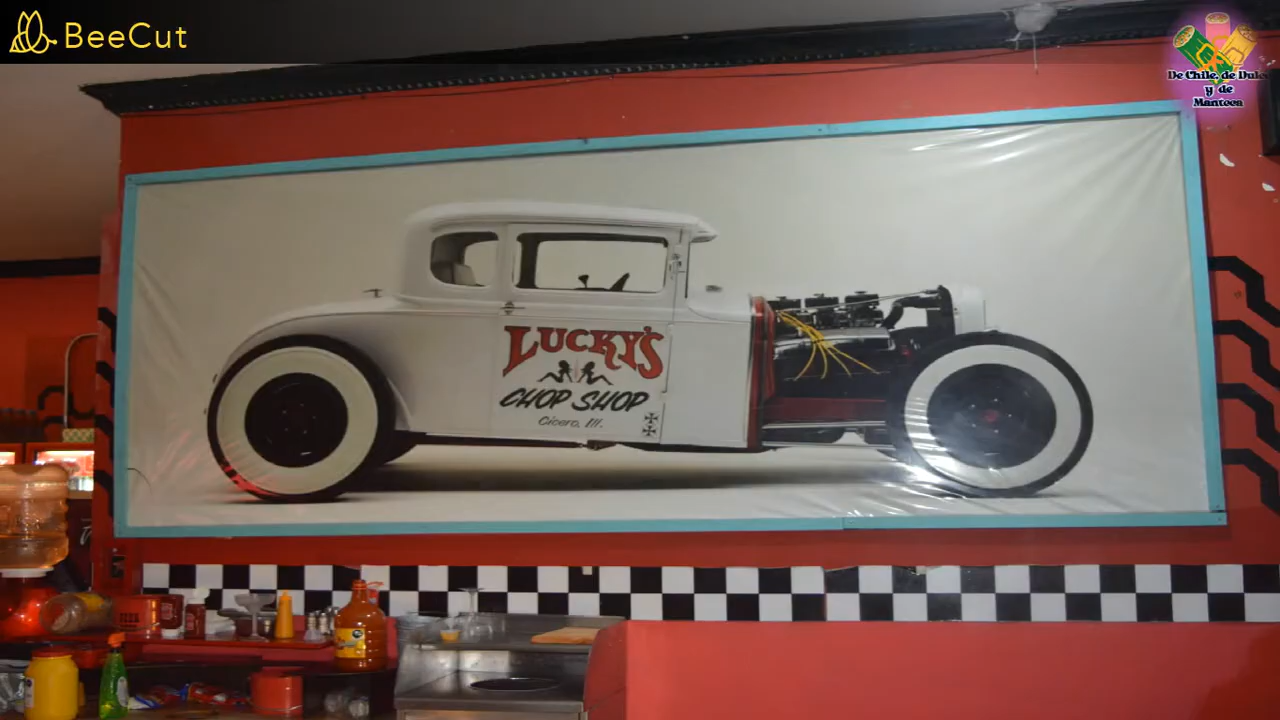 BeeCut
De Chile, de Dulce
y de
Manteca
LUCKY'S
CHOP SHOP
Cicero, Ill.